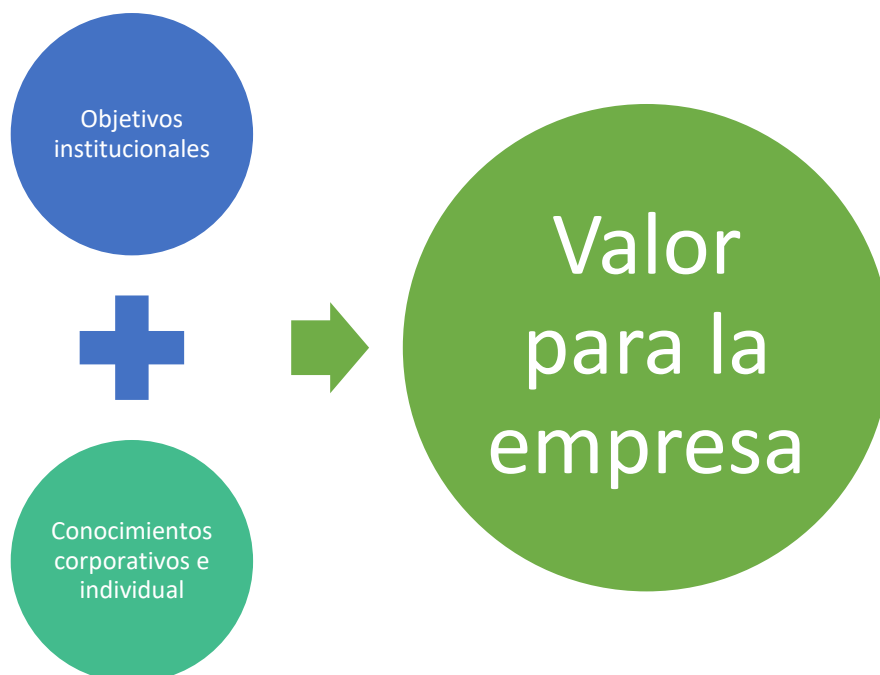 Objetivos
institucionales
Conocimientos
corporativos e
individual
Valor
para la
empresa